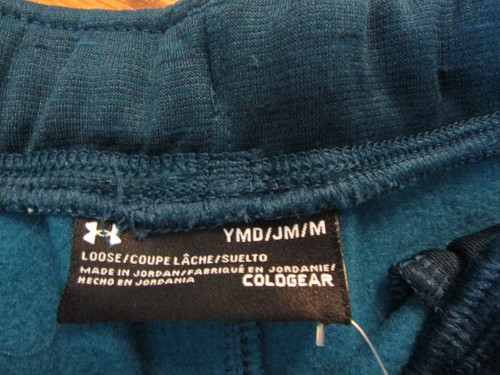 YMD/JM/M
LOOSE/COUPE LÂCHE/SUELTO
MADE IN JORDAN/FABRIQUÉ EN JORDANIE/
HECHO EN JORDANIA
COLDGEAR